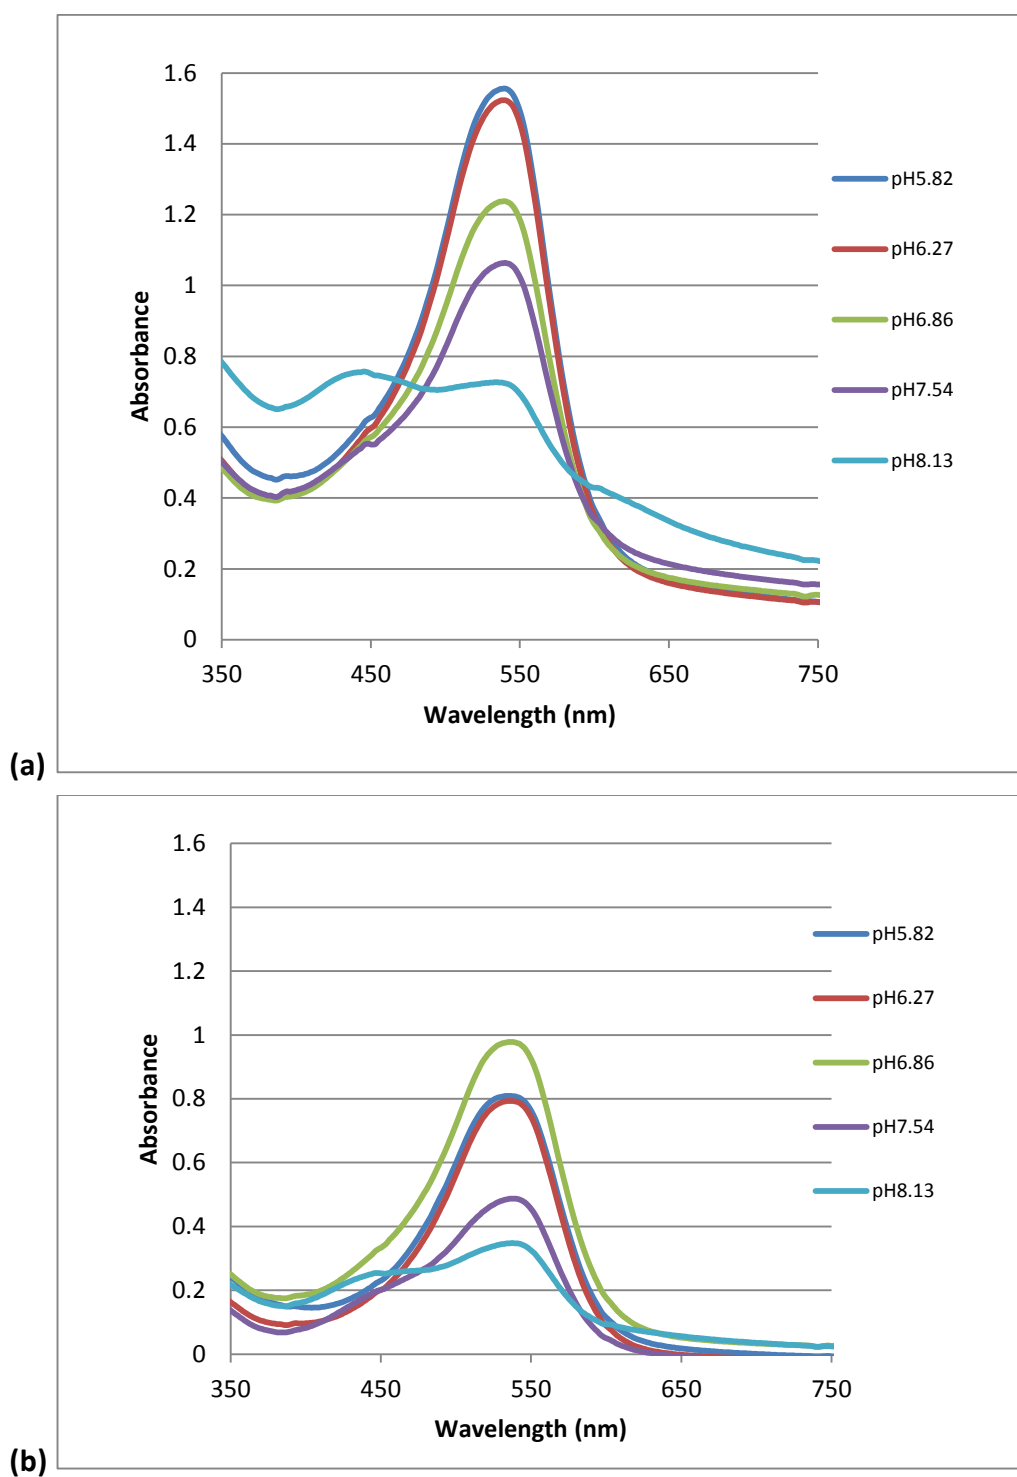 1.6
1.4
1.2
1
0.8
0.6
0.4
0.2
0
Absorbance
350 450 550 650 750
Wavelength (nm)
pH5.82
pH6.27
pH6.86
pH7.54
pH8.13
(a)
1.6
1.4
1.2
1
0.8
0.6
0.4
0.2
0
Absorbance
350 450 550 650 750
Wavelength (nm)
pH5.82
pH6.27
pH6.86
pH7.54
pH8.13
(b)